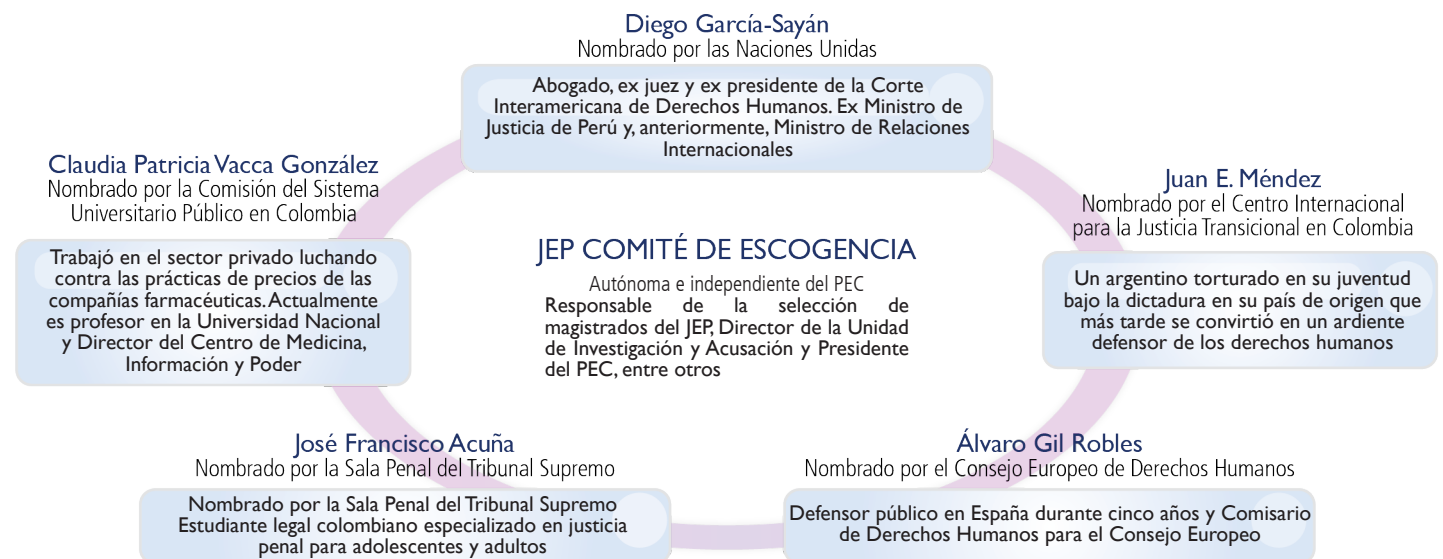 Diego García-Sayán
Nombrado por las Naciones Unidas
Abogado, ex juez y ex presidente de la Corte
Interamericana de Derechos Humanos. Ex Ministro de
Justicia de Perú y, anteriormente, Ministro de Relaciones
Internacionales
Claudia Patricia Vacca González
Nombrado por la Comisión del Sistema
Universitario Público en Colombia
Trabajó en el sector privado luchando
contra las prácticas de precios de las
compañías farmacéuticas. Actualmente
es profesor en la Universidad Nacional
y Director del Centro de Medicina,
Información y Poder
JEP COMITÉ DE ESCOGENCIA
Autónoma e independiente del PEC
Responsable de la selección de
magistrados del JEP, Director de la Unidad
de Investigación y Acusación y Presidente
del PEC, entre otros
Juan E. Méndez
Nombrado por el Centro Internacional
para la Justicia Transicional en Colombia
Un argentino torturado en su juventud
bajo la dictadura en su país de origen que
más tarde se convirtió en un ardiente
defensor de los derechos humanos
José Francisco Acuña
Nombrado por la Sala Penal del Tribunal Supremo
Nombrado por la Sala Penal del Tribunal Supremo
Estudiante legal colombiano especializado en justicia
penal para adolescentes y adultos
Álvaro Gil Robles
Nombrado por el Consejo Europeo de Derechos Humanos
Defensor público en España durante cinco años y Comisario
de Derechos Humanos para el Consejo Europeo